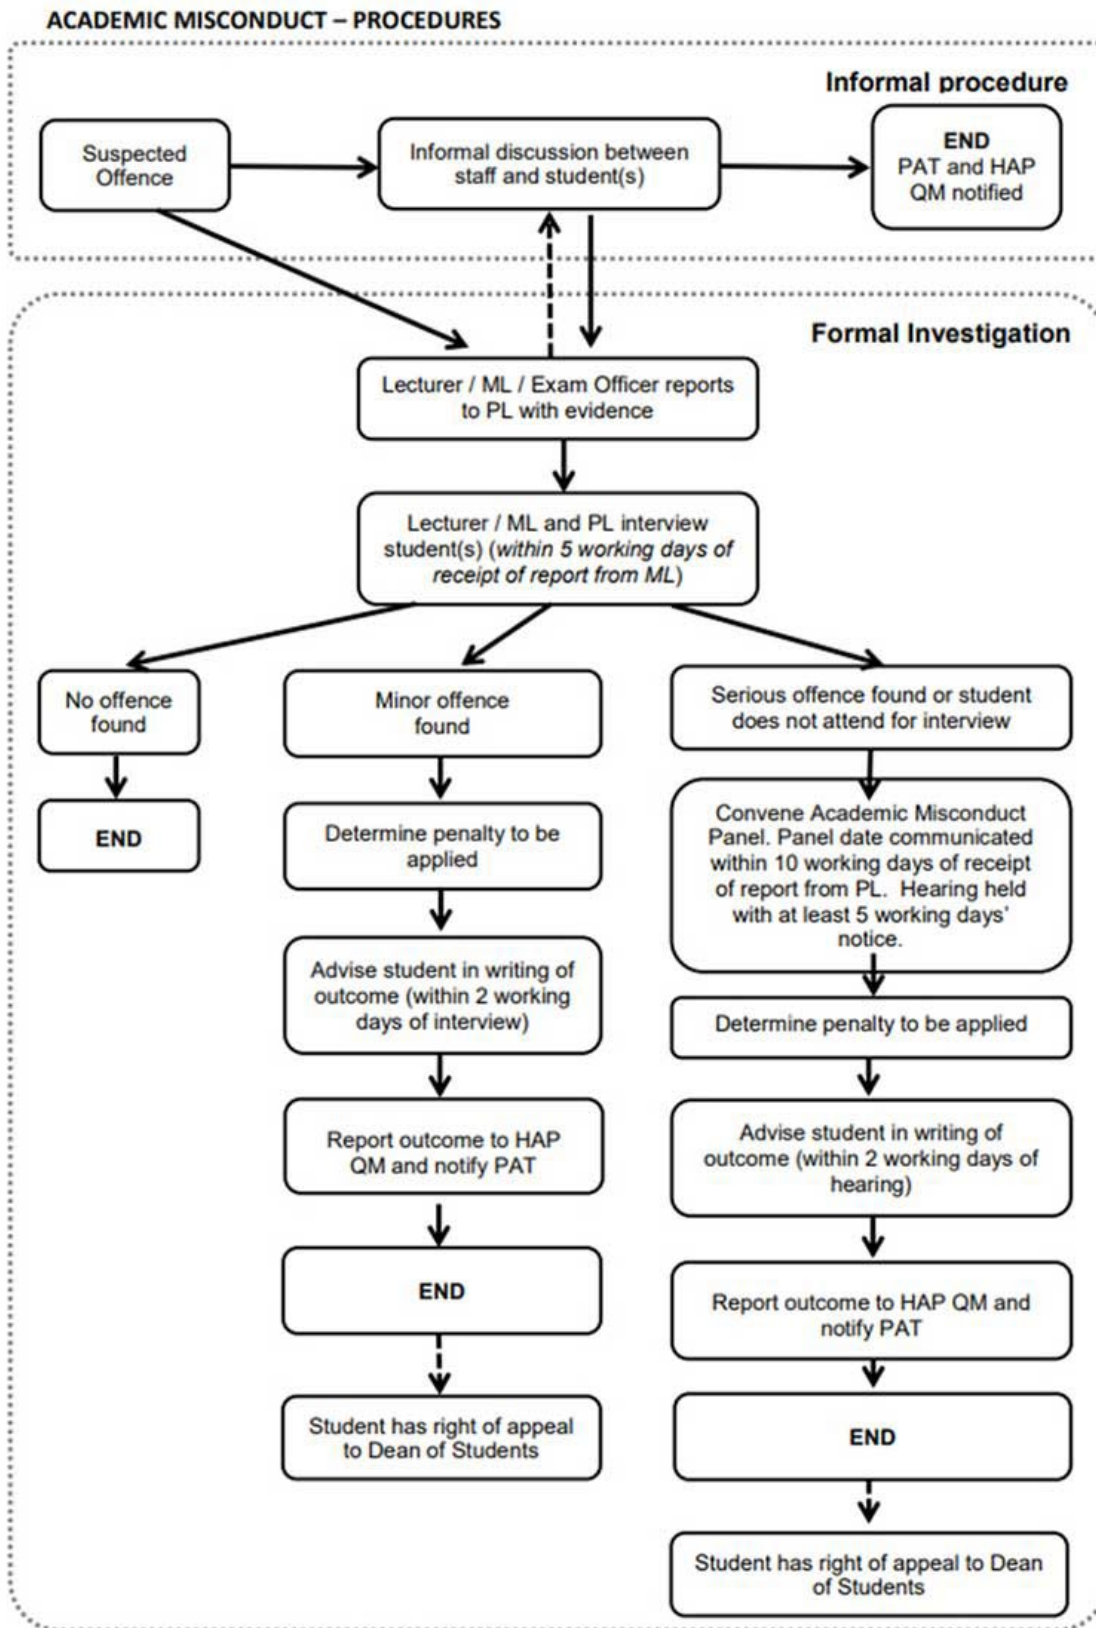 ACADEMIC MISCONDUCT – PROCEDURES
Informal procedure
Suspected
Offence
Informal discussion between
staff and student(s)
END
PAT and HAP
QM notified
Formal Investigation
Lecturer / ML / Exam Officer reports
to PL with evidence
Lecturer / ML and PL interview
student(s) (within 5 working days of
receipt of report from ML)
No offence
found
END
Minor offence
found
Determine penalty to be
applied
Advise student in writing of
outcome (within 2 working
days of interview)
Report outcome to HAP
QM and notify PAT
END
Student has right of appeal
to Dean of Students
Serious offence found or student
does not attend for interview
Convene Academic Misconduct
Panel. Panel date communicated
within 10 working days of receipt
of report from PL. Hearing held
with at least 5 working days'
notice.
Determine penalty to be applied
Advise student in writing of
outcome (within 2 working days of
hearing)
Report outcome to HAP QM and
notify PAT
END
Student has right of appeal to Dean
of Students